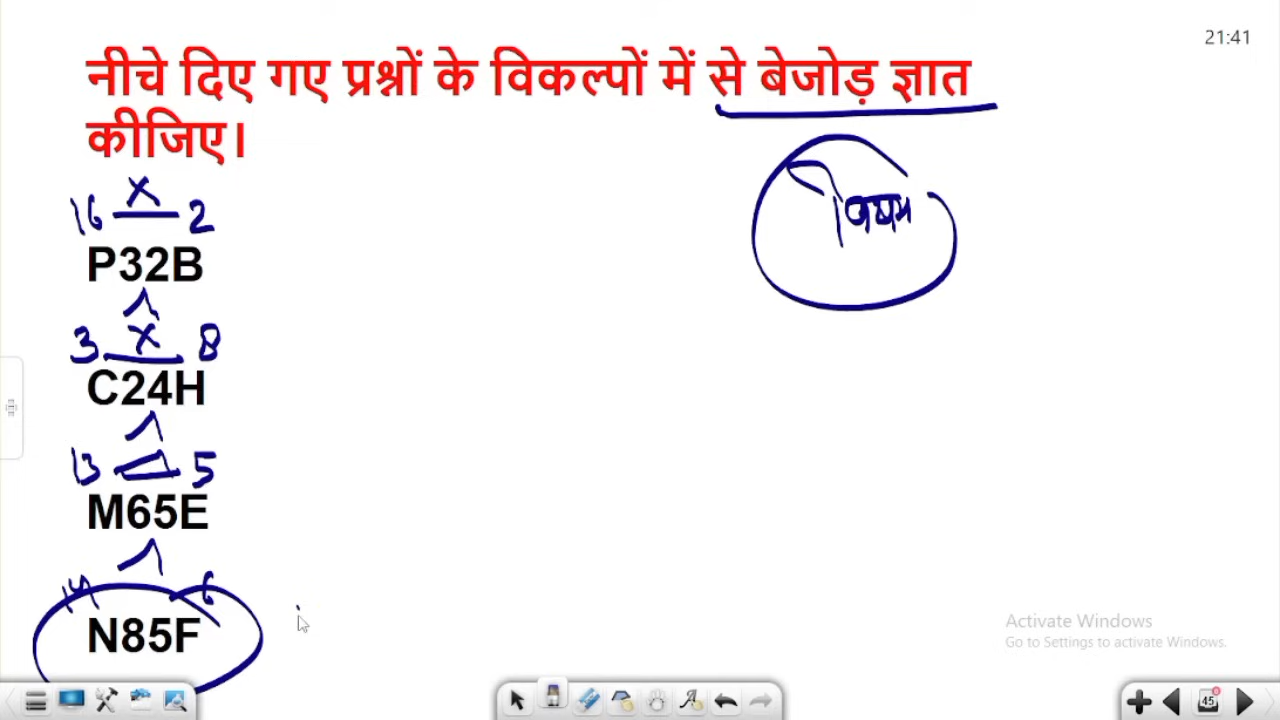 21:41
नीचे दिए गए प्रश्नों के विकल्पों में से बेजोड़ ज्ञात
कीजिए।
16 x 2
P32B
3 x 8
C24H
13 5
M65E
14 6
N85F
Activate Windows
Go to Settings to activate Windows.
45